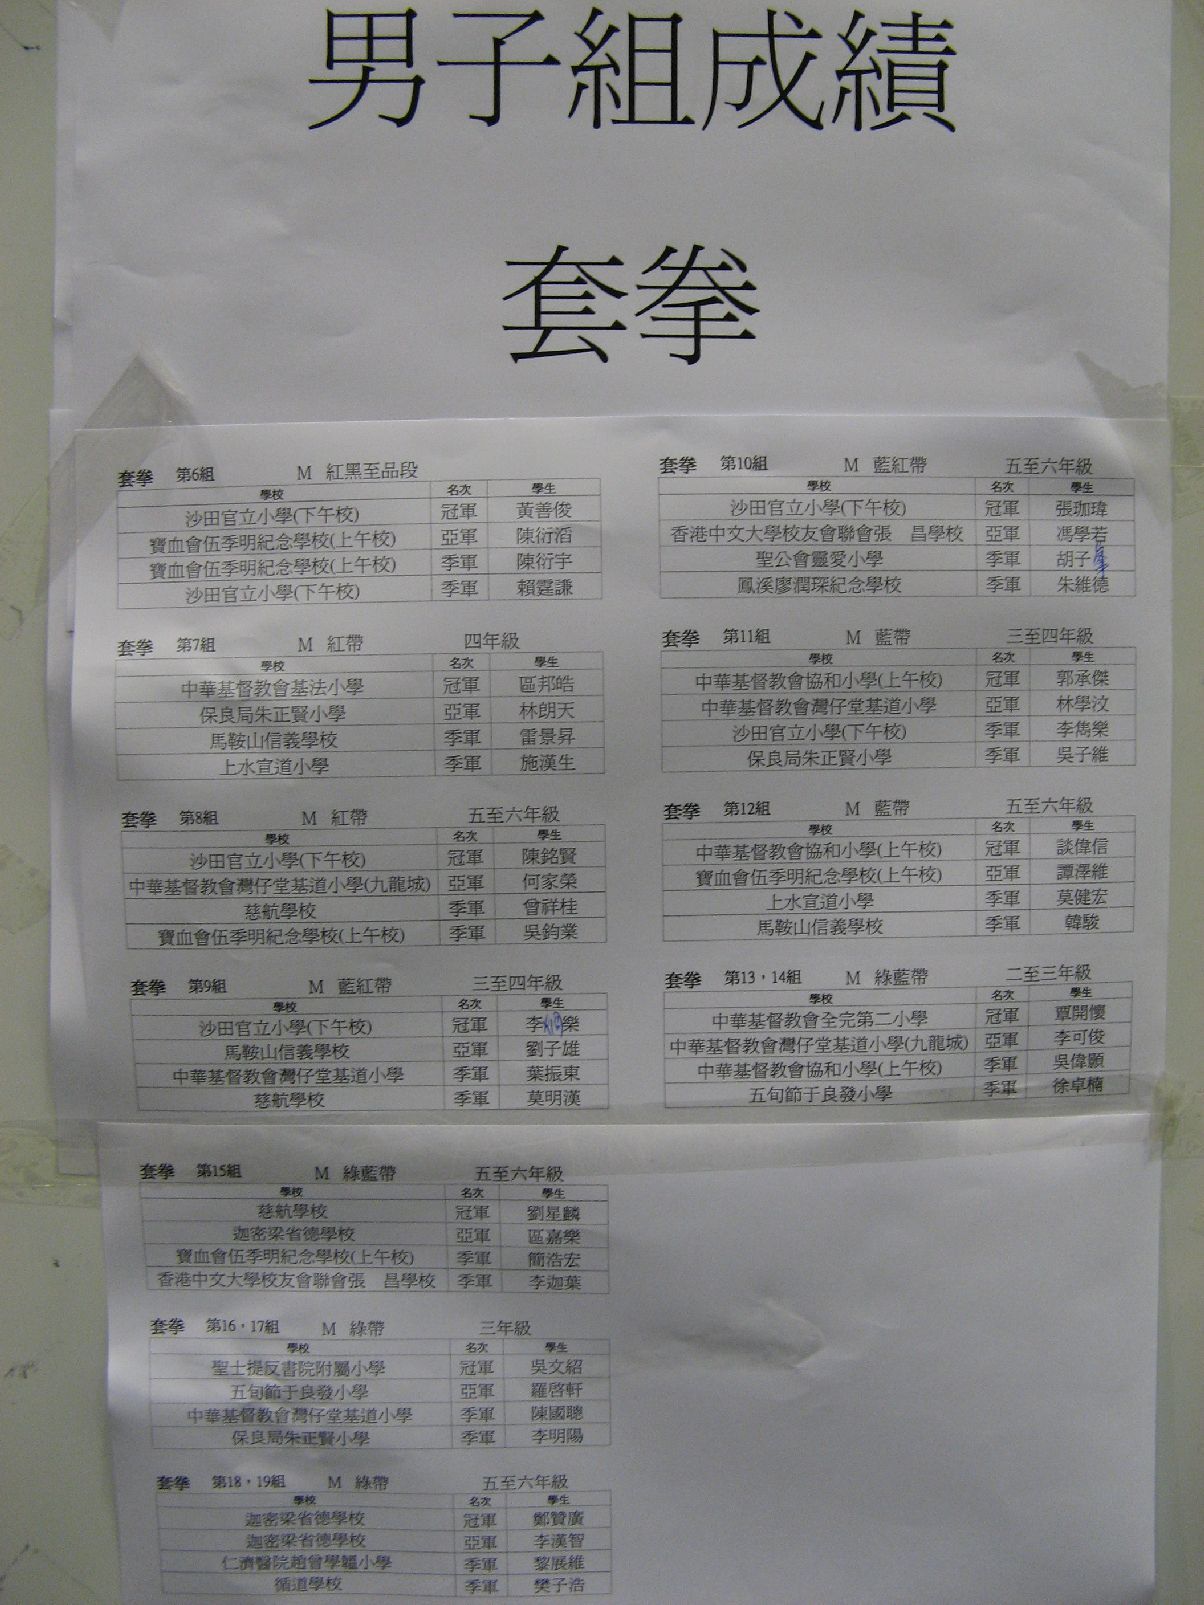 男子組成績
套拳
套拳 第6組 M 紅黑至品段
學校 名次 學生
沙田官立小學(下午校) 冠軍 黃善俊
寶血會伍季明紀念學校(上午校) 亞軍 陳衍滔
寶血會伍季明紀念學校(上午校) 季軍 陳衍宇
沙田官立小學(下午校) 季軍 賴霆謙
套拳 第7組 M 紅帶 四年級
學校 名次 學生
中華基督教會基法小學 冠軍 區邦皓
保良局朱正賢小學 亞軍 林朗天
馬鞍山信義學校 季軍 雷景昇
上水宣道小學 季軍 施漢生
套拳 第8組 M 紅帶 五至六年級
學校 名次 學生
沙田官立小學(下午校) 冠軍 陳銘賢
中華基督教會灣仔堂基道小學(九龍城) 亞軍 何家榮
慈航學校 季軍 曾祥桂
寶血會伍季明紀念學校(上午校) 季軍 吳鈞業
套拳 第9組 M 藍紅帶 三至四年級
學校 名次 學生
沙田官立小學(下午校) 冠軍 李 樂
馬鞍山信義學校 亞軍 劉子雄
中華基督教會灣仔堂基道小學 季軍 葉振東
慈航學校 季軍 莫明漢
套拳 第10組 M 藍紅帶 五至六年級
學校 名次 學生
沙田官立小學(下午校) 冠軍 張珈瑋
香港中文大學校友會聯會張 昌學校 亞軍 馮學若
聖公會靈愛小學 季軍 胡子
鳳溪廖潤琛紀念學校 季軍 朱維德
套拳 第11組 M 藍帶 三至四年級
學校 名次 學生
中華基督教會協和小學(上午校) 冠軍 郭承傑
中華基督教會灣仔堂基道小學 亞軍 林學汶
沙田官立小學(下午校) 季軍 李雋樂
保良局朱正賢小學 季軍 吳子維
套拳 第12組 M 藍帶 五至六年級
學校 名次 學生
中華基督教會協和小學(上午校) 冠軍 談偉信
寶血會伍季明紀念學校(上午校) 亞軍 譚澤維
上水宣道小學 季軍 莫健宏
馬鞍山信義學校 季軍 韓駿
套拳 第13，14組 M 綠藍帶 二至三年級
學校 名次 學生
中華基督教會全完第二小學 冠軍 覃開懷
中華基督教會灣仔堂基道小學(九龍城) 亞軍 李可俊
中華基督教會協和小學(上午校) 季軍 吳偉願
五旬節于良發小學 季軍 徐卓楠
套拳 第15組 M 綠藍帶 五至六年級
學校 名次 學生
慈航學校 冠軍 劉星麟
迦密梁省德學校 亞軍 區嘉樂
寶血會伍季明紀念學校(上午校) 季軍 簡浩宏
香港中文大學校友會聯會張 昌學校 季軍 李迦葉
套拳 第16，17組 M 綠帶 三年級
學校 名次 學生
聖士提反書院附屬小學 冠軍 吳文紹
五旬節于良發小學 亞軍 羅啓軒
中華基督教會灣仔堂基道小學 季軍 陳國聰
保良局朱正賢小學 季軍 李明陽
套拳 第18，19組 M 綠帶 五至六年級
學校 名次 學生
迦密梁省德學校 冠軍 鄭贊廣
迦密梁省德學校 亞軍 李漢智
仁濟醫院趙曾學韞小學 季軍 黎展維
循道學校 季軍 樊子浩